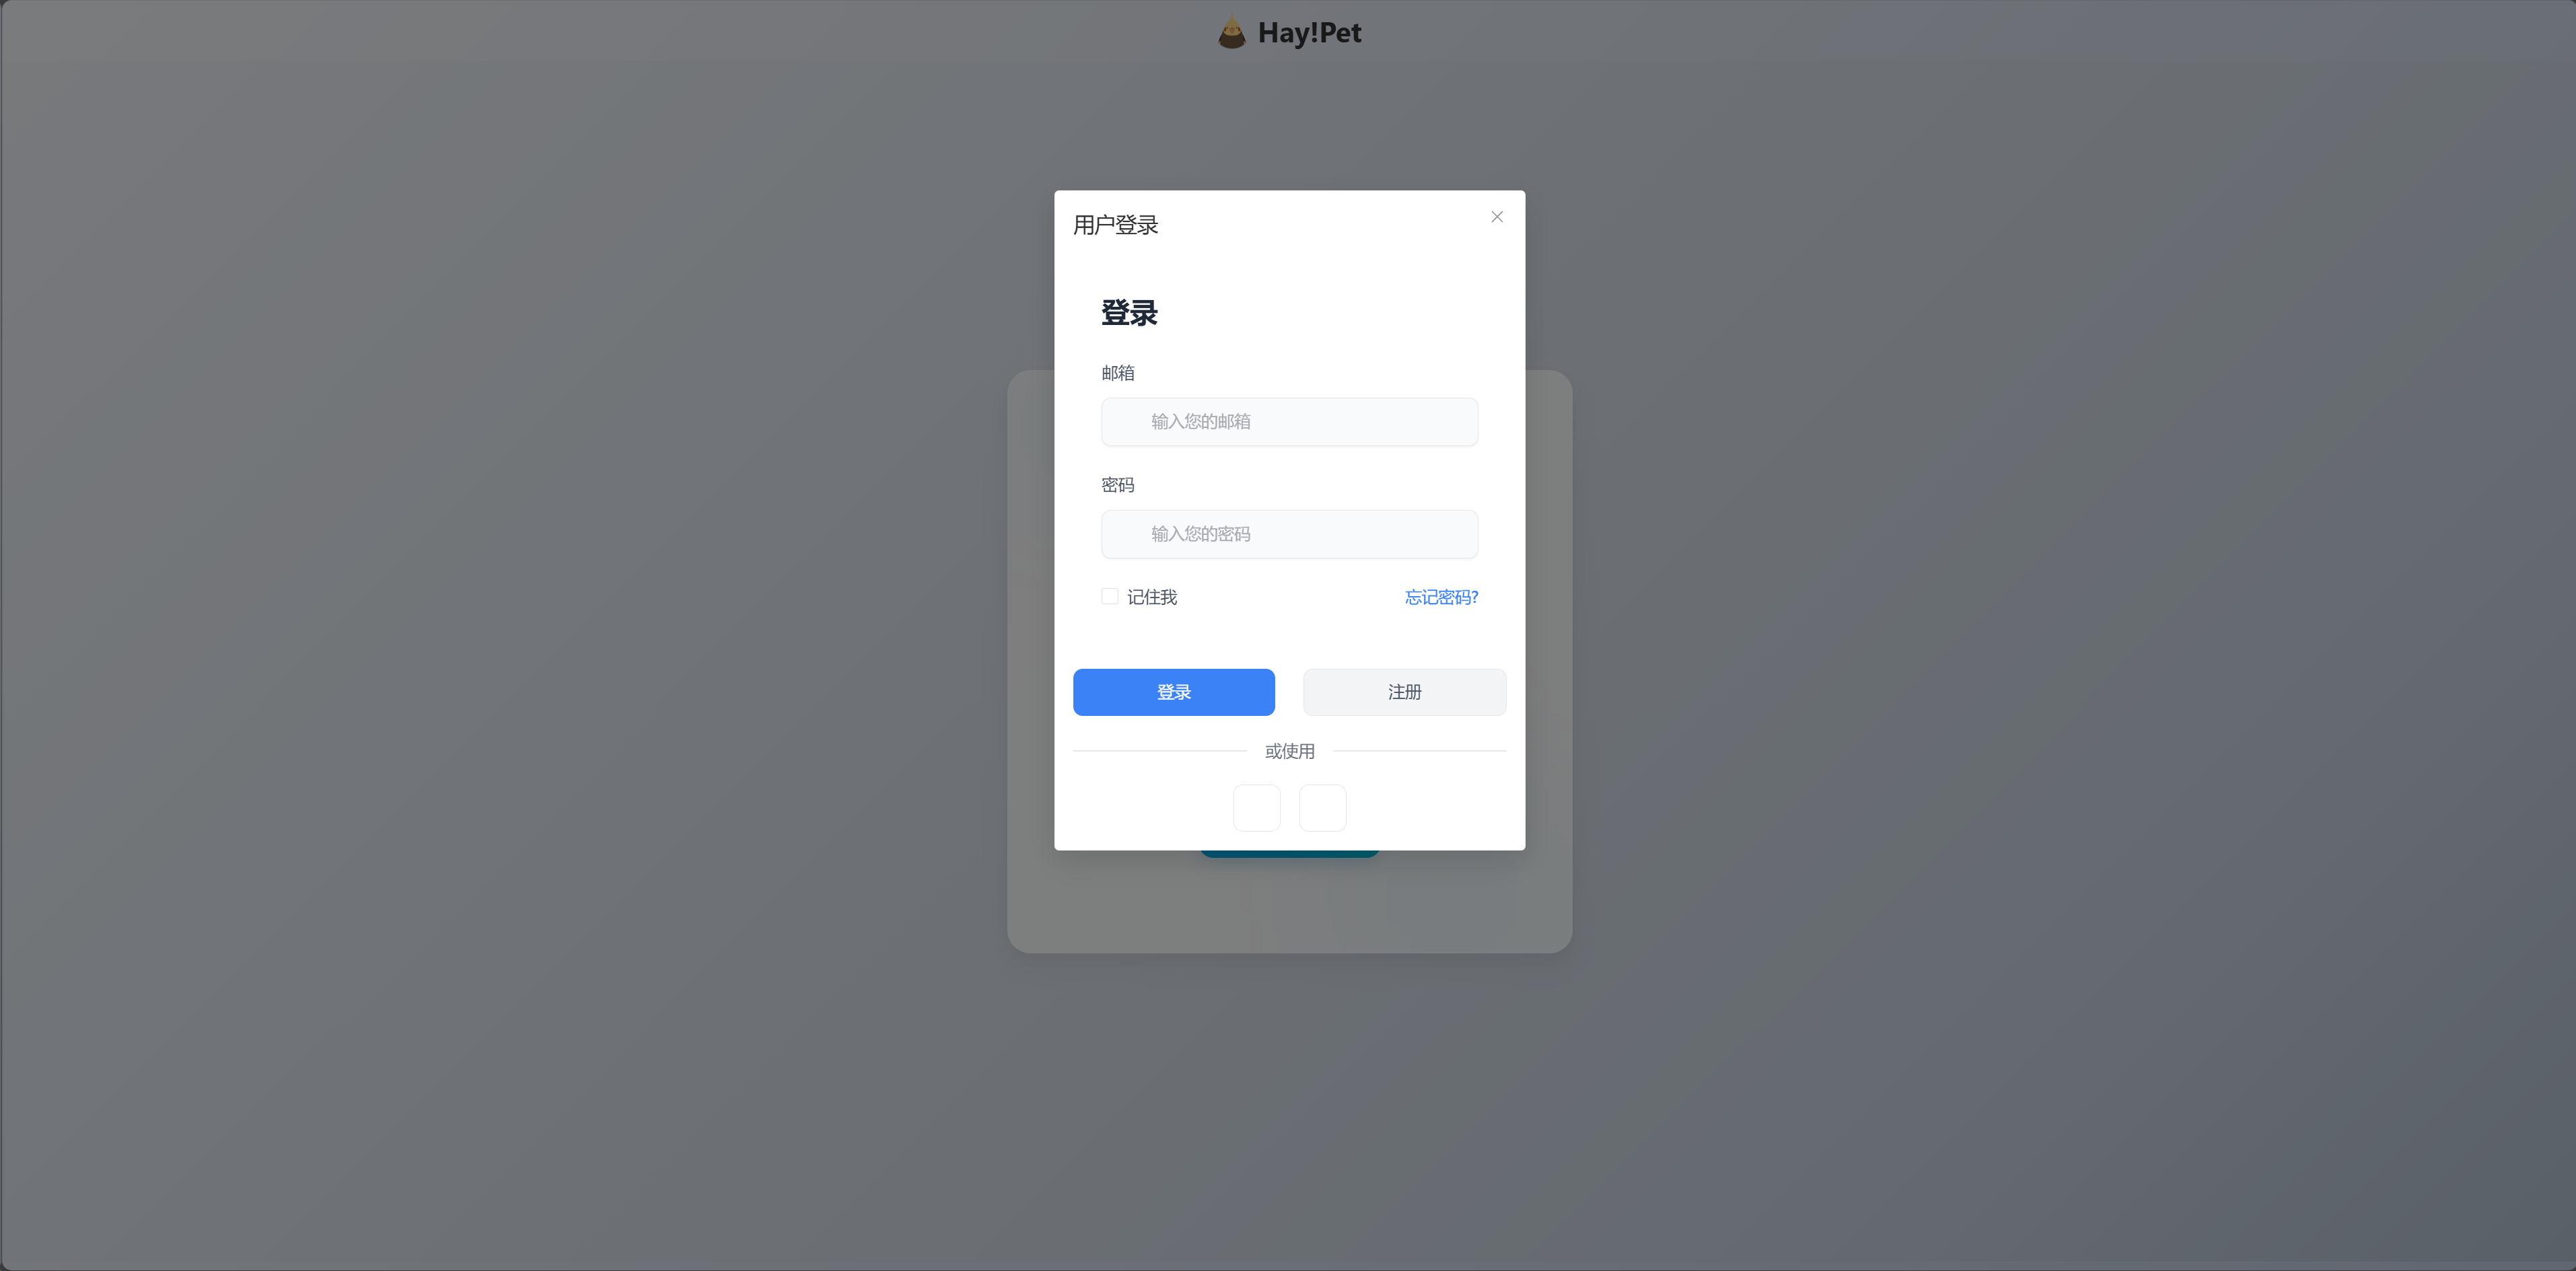 Hay!Pet
用户登录
登录
邮箱
输入您的邮箱
密码
输入您的密码
记住我 忘记密码?
登录 注册
或使用